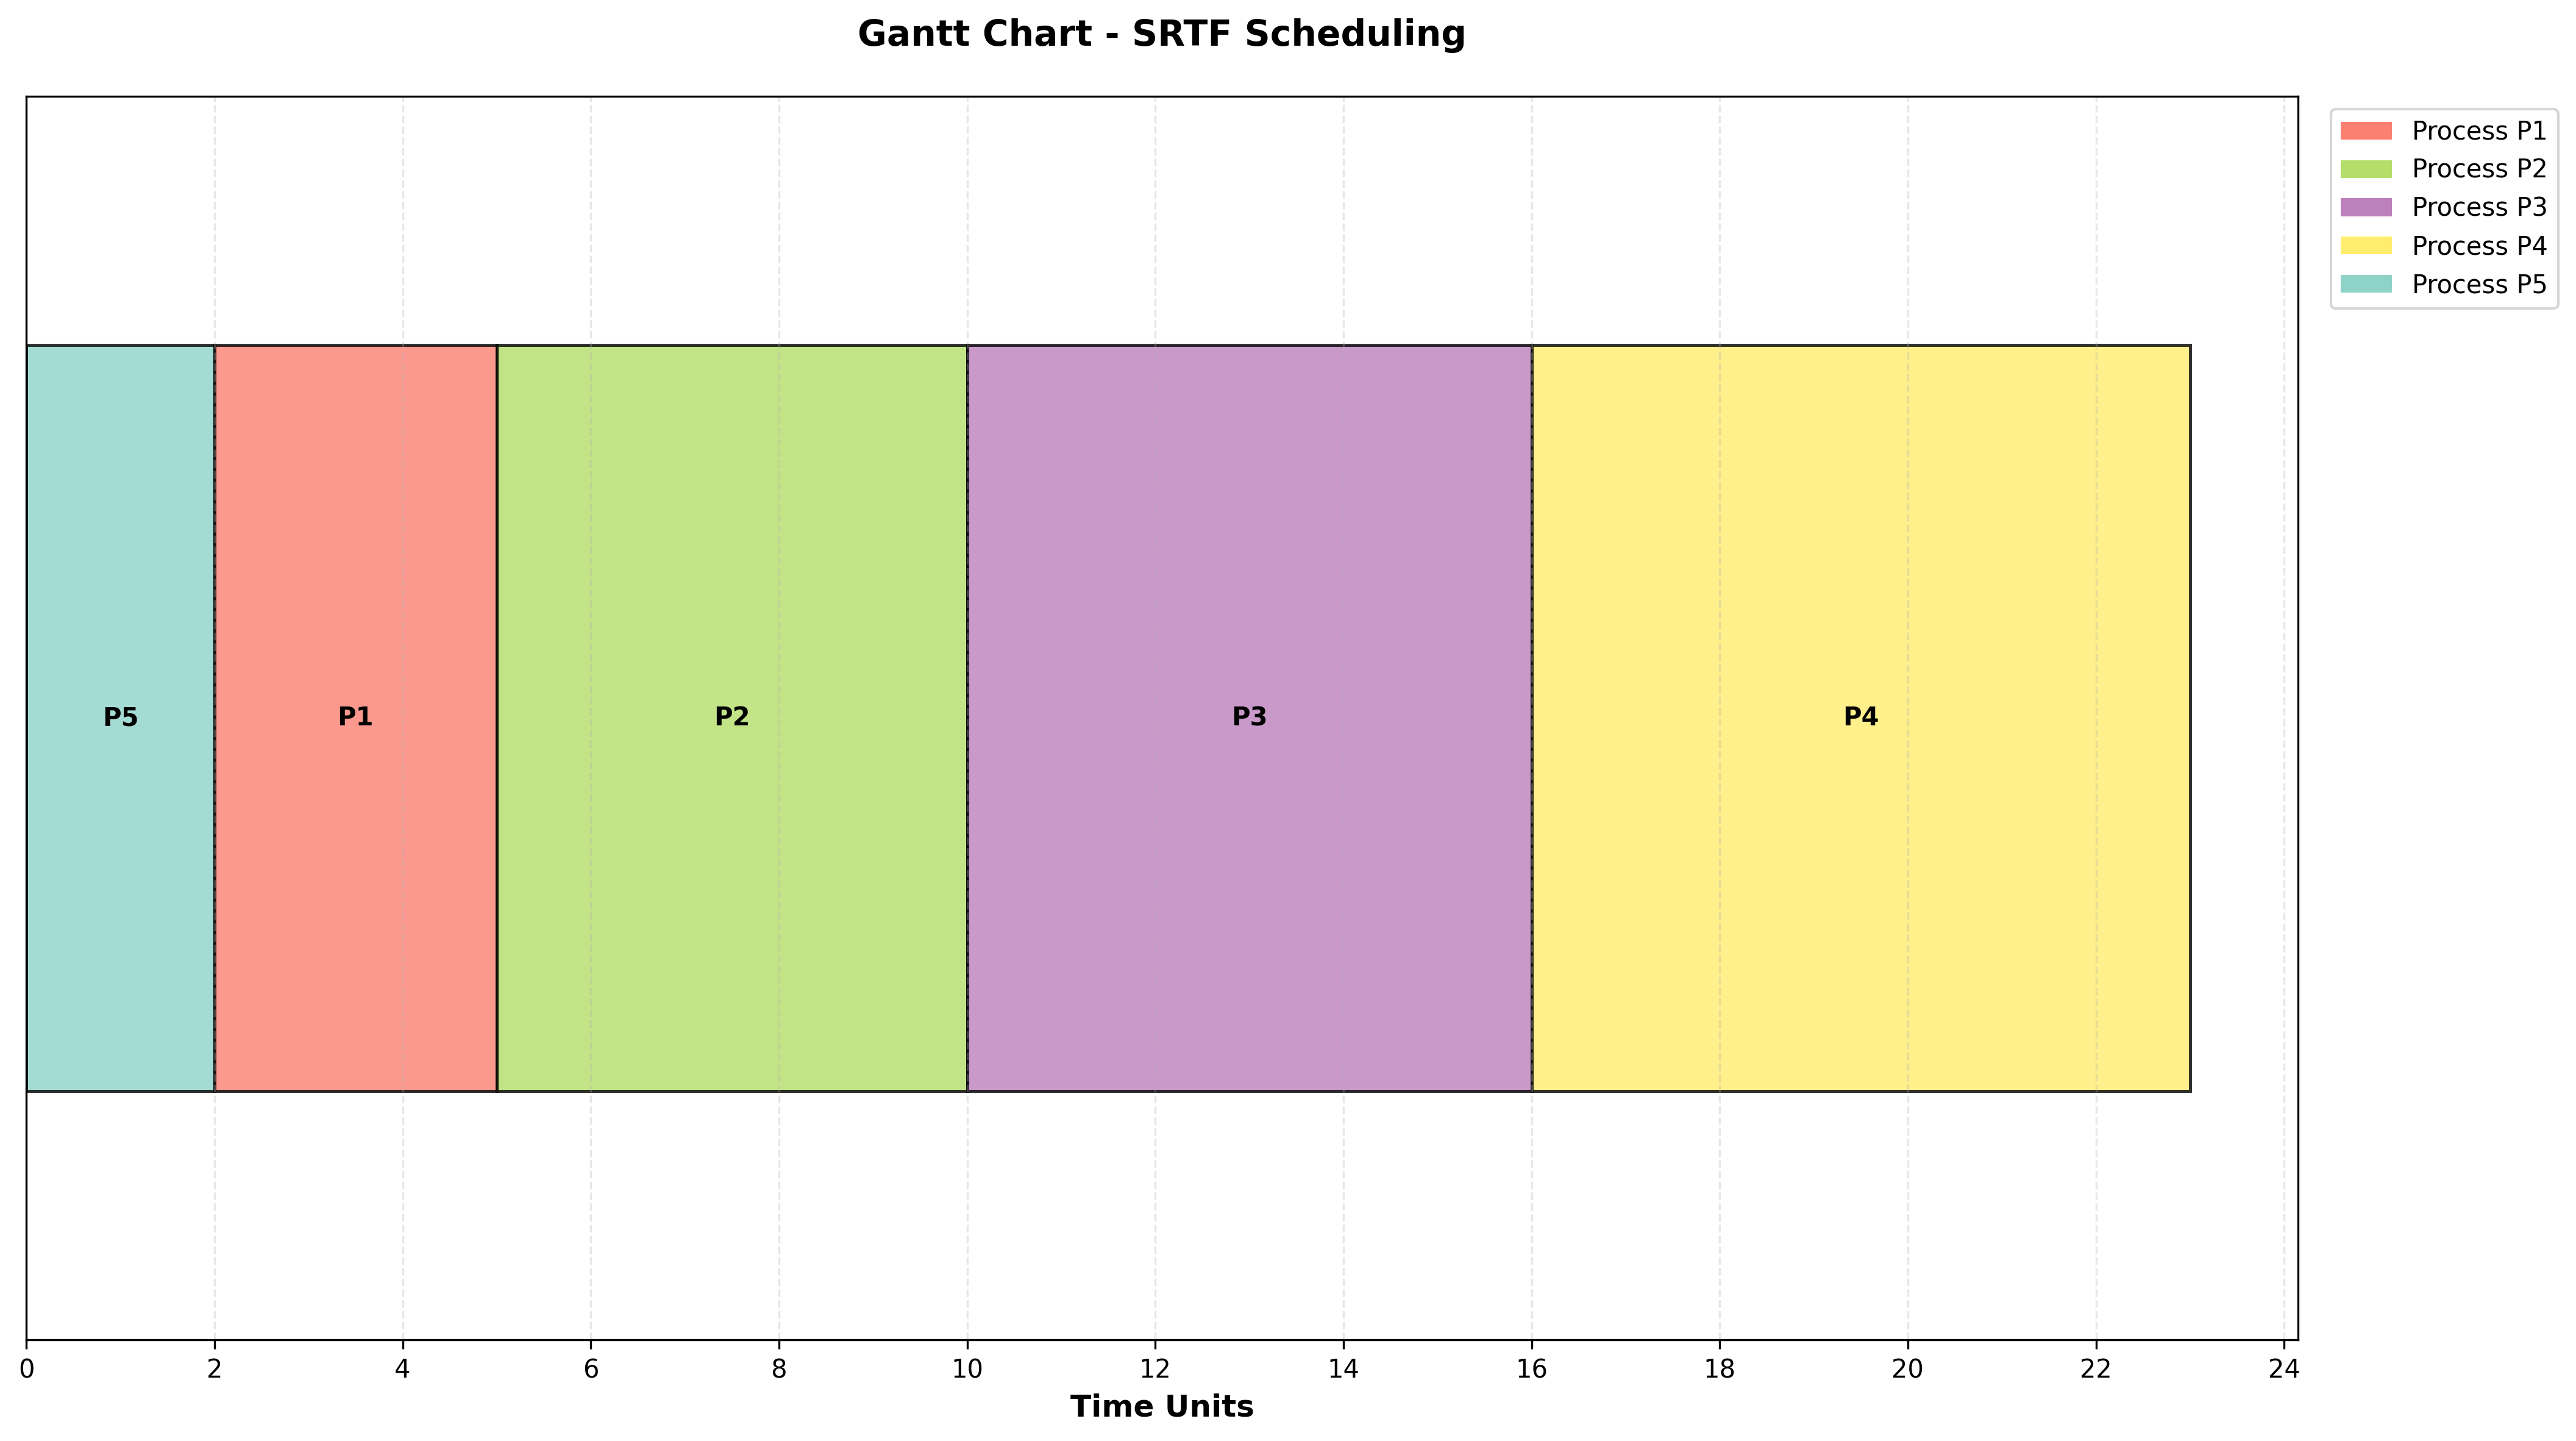 Gantt Chart - SRTF Scheduling
Process P1
Process P2
Process P3
Process P4
Process P5
P5 P1 P2 P3 P4
0 2 4 6 8 10 12 14 16 18 20 22 24
Time Units